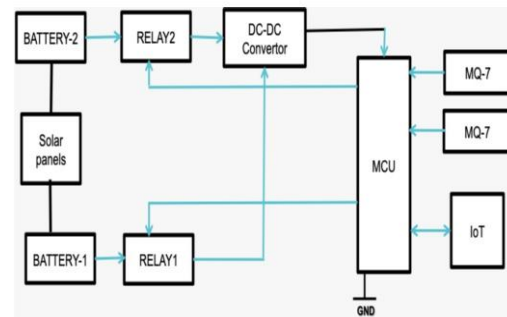 BATTERY-2
RELAY2
DC-DC
Convertor
MQ-7
MQ-7
Solar
panels
MCU
IoT
BATTERY-1
RELAY1
GND